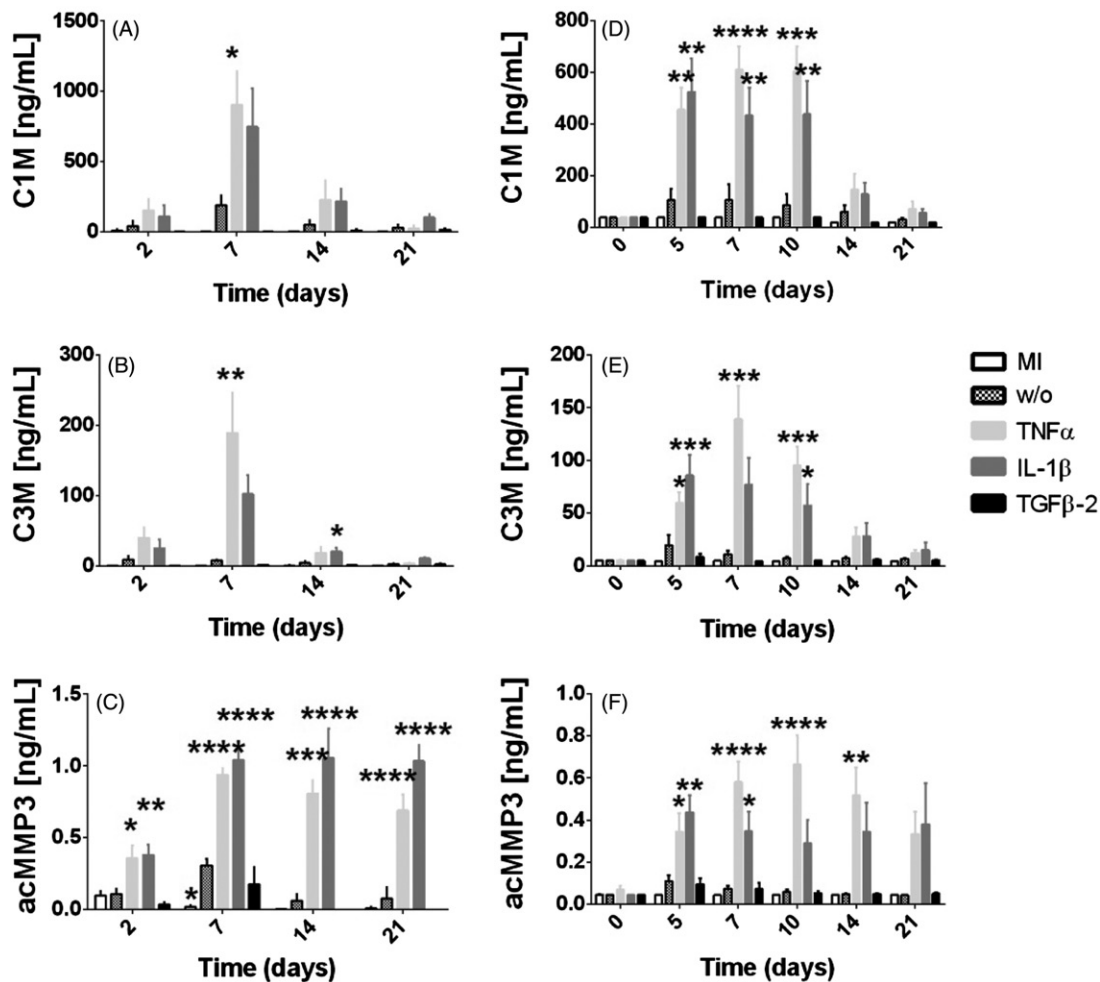 (A)
C1M [ng/mL]
1500
1000
500
0
*
2 7 14 21
Time (days)
(D)
C1M [ng/mL]
800
600
400
200
0
** ** **** ** *** **
0 5 7 10 14 21
Time (days)
(B)
C3M [ng/mL]
300
200
100
0
** *
2 7 14 21
Time (days)
(E)
C3M [ng/mL]
200
150
100
50
0
* *** *** *** *
0 5 7 10 14 21
Time (days)
MI
w/o
TNFα
IL-1β
TGFβ-2
(C)
acMMP3 [ng/mL]
1.5
1.0
0.5
0.0
* ** * **** **** *** **** **** ****
2 7 14 21
Time (days)
(F)
acMMP3 [ng/mL]
1.0
0.8
0.6
0.4
0.2
0.0
* ** **** * **** **
0 5 7 10 14 21
Time (days)